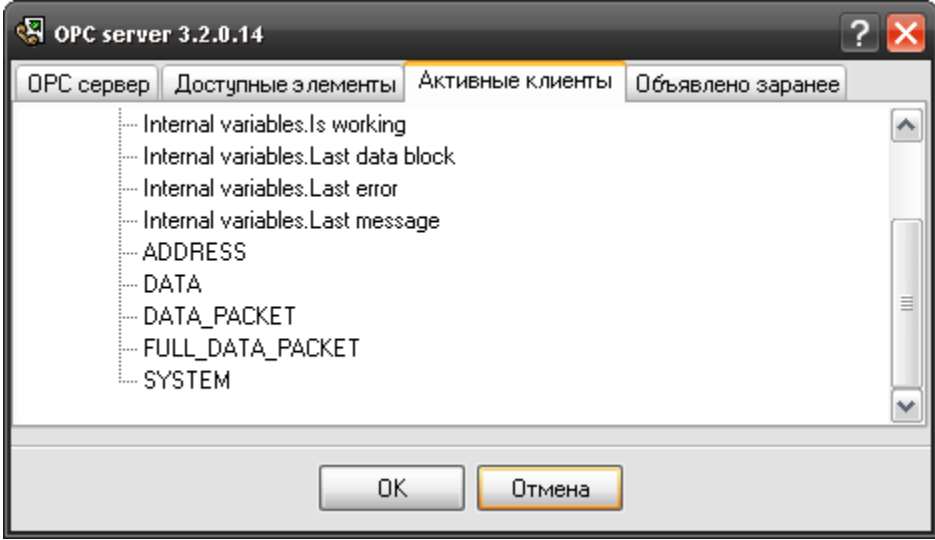 OPC server 3.2.0.14
OPC сервер Доступные элементы Активные клиенты Объявлено заранее
Internal variables.Is working
Internal variables.Last data block
Internal variables.Last error
Internal variables.Last message
ADDRESS
DATA
DATA_PACKET
FULL_DATA_PACKET
SYSTEM
OK Отмена